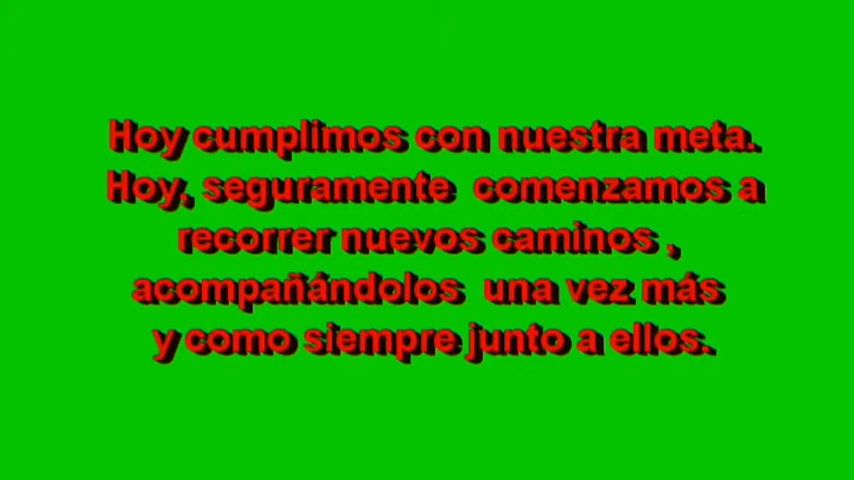 Hoy cumplimos con nuestra meta.
Hoy, seguramente comenzamos a
recorrer nuevos caminos ,
acompañándolos una vez más
y como siempre junto a ellos.